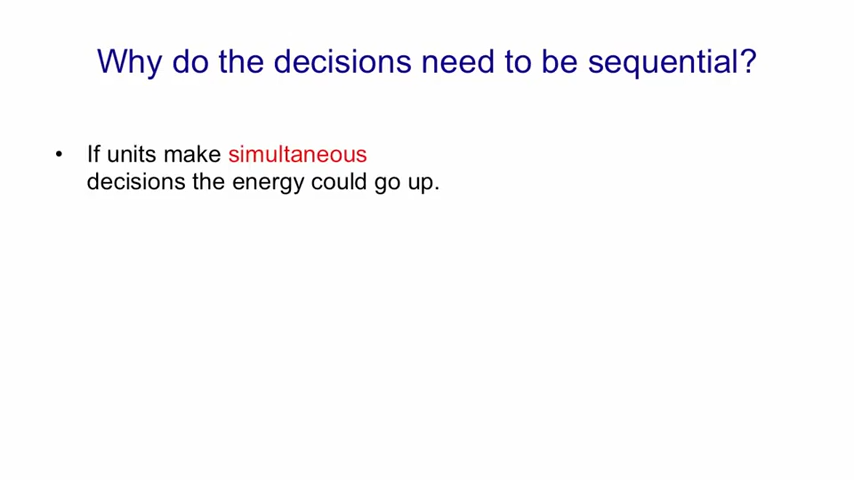 Why do the decisions need to be sequential?
• If units make simultaneous
decisions the energy could go up.